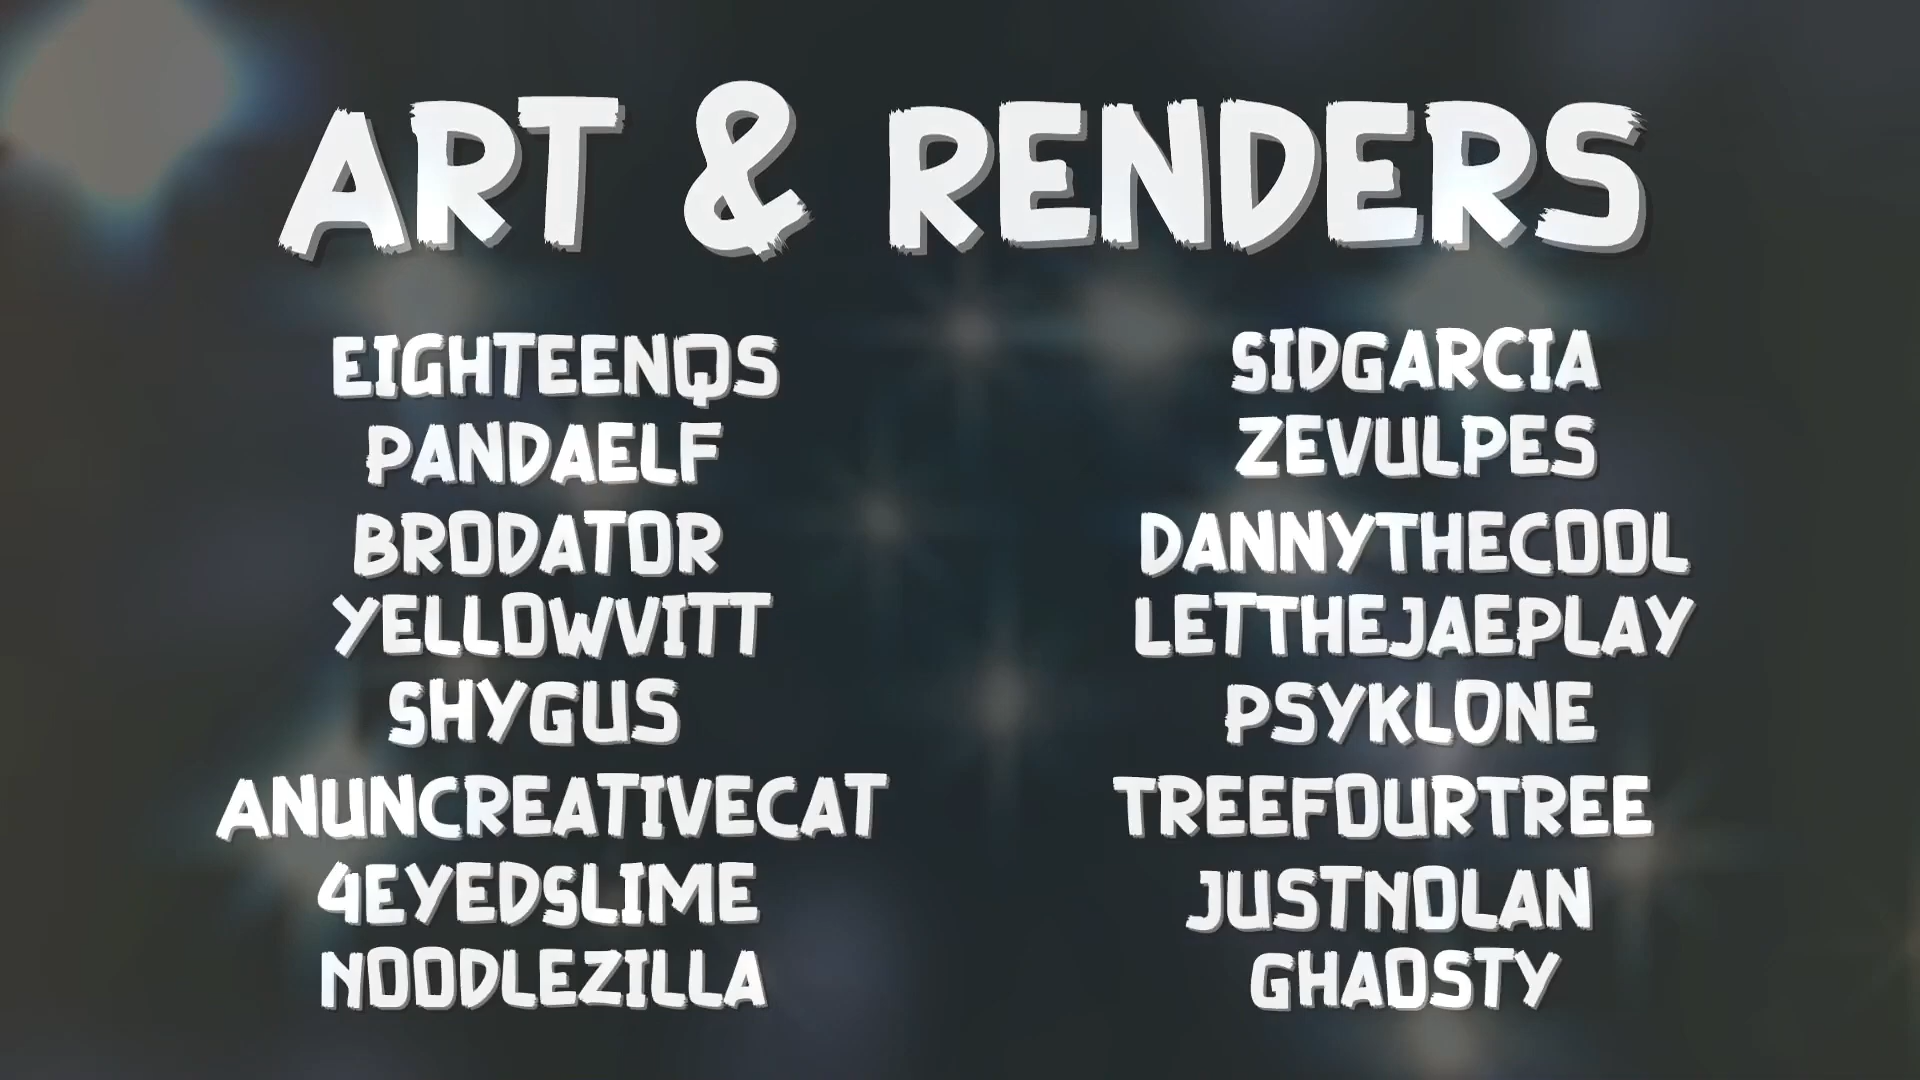 ART & RENDERS
EIGHTEENQS
PANDAELF
BRODATOR
YELLOWVITT
SHYGUS
ANUNCREATIVECAT
4EYEDSLIME
NOODLEZILLA
SIDGARCIA
ZEVULPES
DANNYTHECOOL
LETTHEJAEPLAY
PSYKLONE
TREEFOURTREE
JUSTNOLAN
GHAOSTY